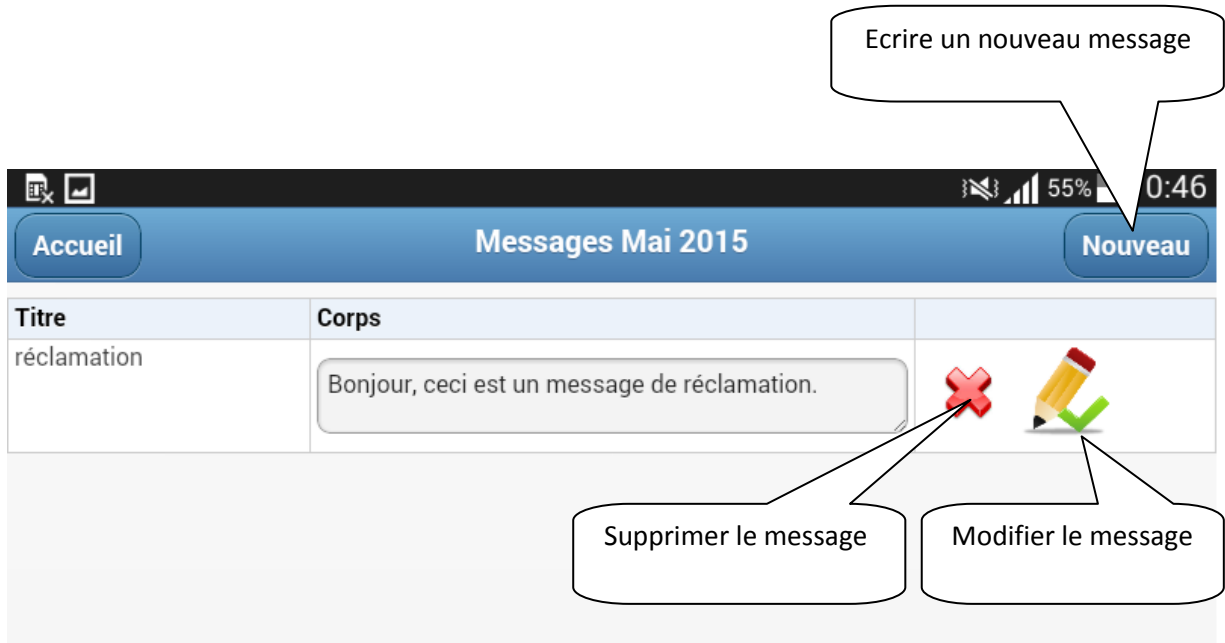 Ecrire un nouveau message
55% 0:46
Accueil Messages Mai 2015 Nouveau
Titre Corps
réclamation
Bonjour, ceci est un message de réclamation.
Supprimer le message Modifier le message